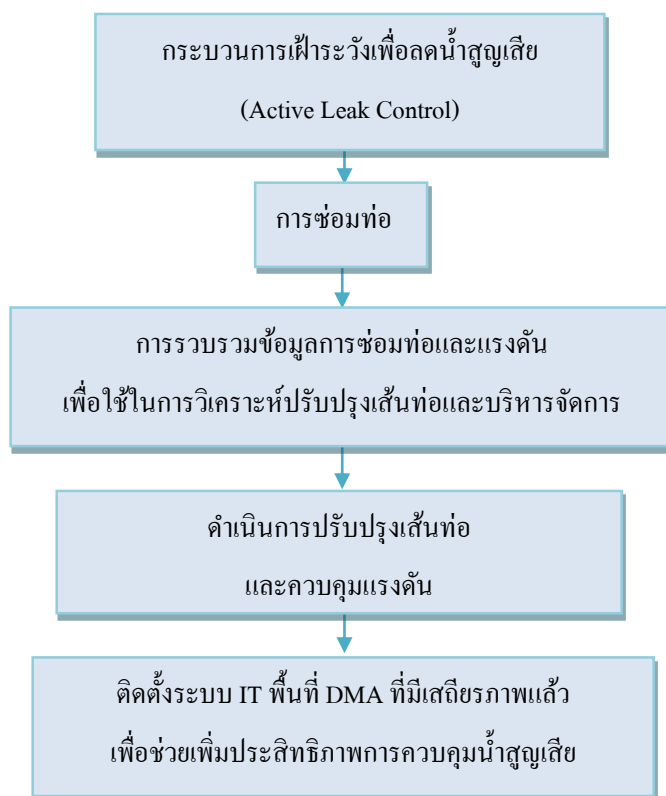 กระบวนการเฝ้าระวังเพื่อลดน้ำสูญเสีย
(Active Leak Control)
การซ่อมท่อ
การรวบรวมข้อมูลการซ่อมท่อและแรงดัน
เพื่อใช้ในการวิเคราะห์ปรับปรุงเส้นท่อและบริหารจัดการ
ดำเนินการปรับปรุงเส้นท่อ
และควบคุมแรงดัน
ติดตั้งระบบ IT พื้นที่ DMA ที่มีเสถียรภาพแล้ว
เพื่อช่วยเพิ่มประสิทธิภาพการควบคุมน้ำสูญเสีย